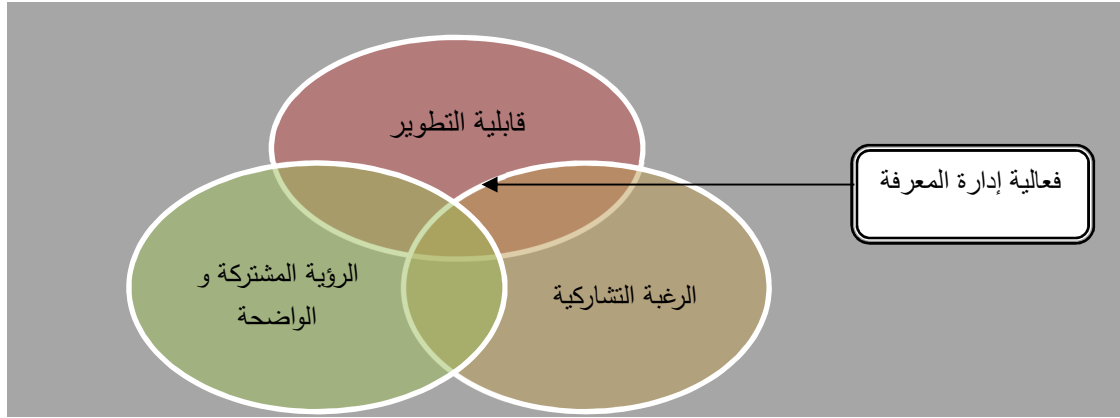 قابلية التطوير
فعالية إدارة المعرفة
الرؤية المشتركة و
الواضحة
الرغبة التشاركية